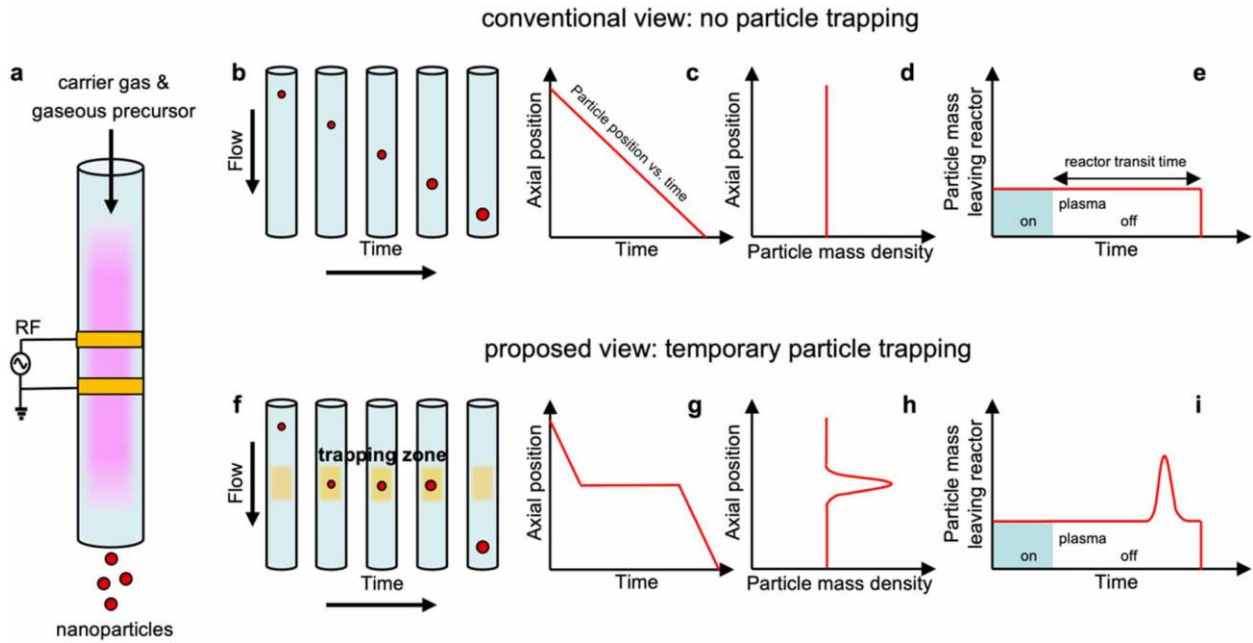 conventional view: no particle trapping
a
carrier gas &
gaseous precursor
RF
nanoparticles
b
Flow
Time
c
Axial position
Particle position vs. time
Time
d
Axial position
Particle mass density
e
Particle mass
leaving reactor
reactor transit time
plasma
on
off
Time
proposed view: temporary particle trapping
f
trapping zone
Flow
Time
g
Axial position
Time
h
Axial position
Particle mass density
i
Particle mass
leaving reactor
plasma
on
off
Time